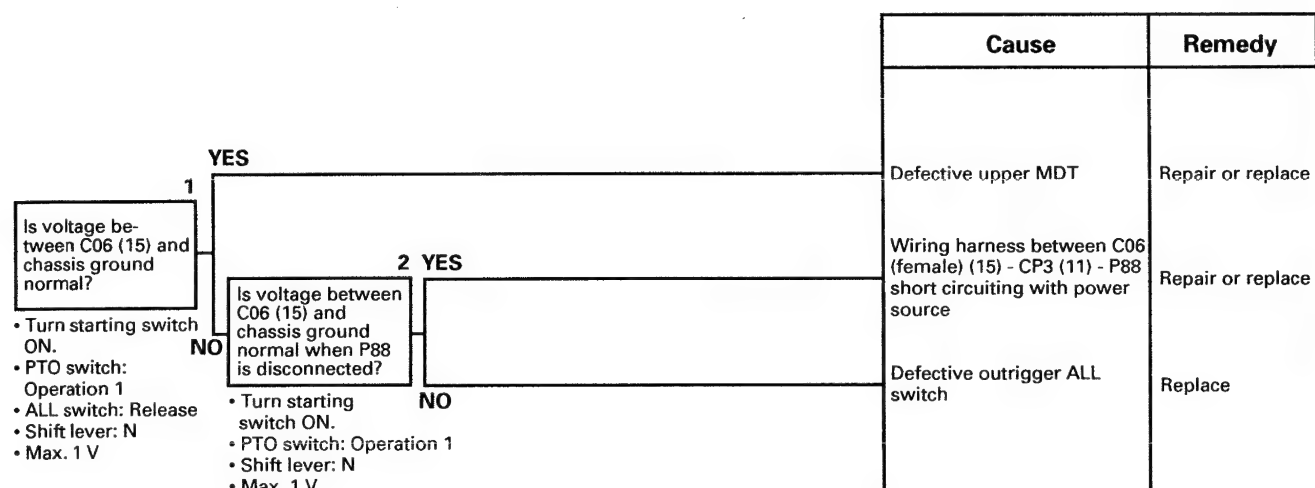 Cause
Remedy
YES
Defective upper MDT
Repair or replace
1
Is voltage be-
tween C06 (15) and
chassis ground
normal?
• Turn starting switch
ON.
• PTO switch:
Operation 1
• ALL switch: Release
• Shift lever: N
• Max. 1 V
NO
2
YES
Is voltage between
C06 (15) and
chassis ground
normal when P88
is disconnected?
• Turn starting
switch ON.
• PTO switch: Operation 1
• Shift lever: N
• Max. 1 V
Wiring harness between C06
(female) (15) - CP3 (11) - P88
short circuiting with power
source
Repair or replace
NO
Defective outrigger ALL
switch
Replace